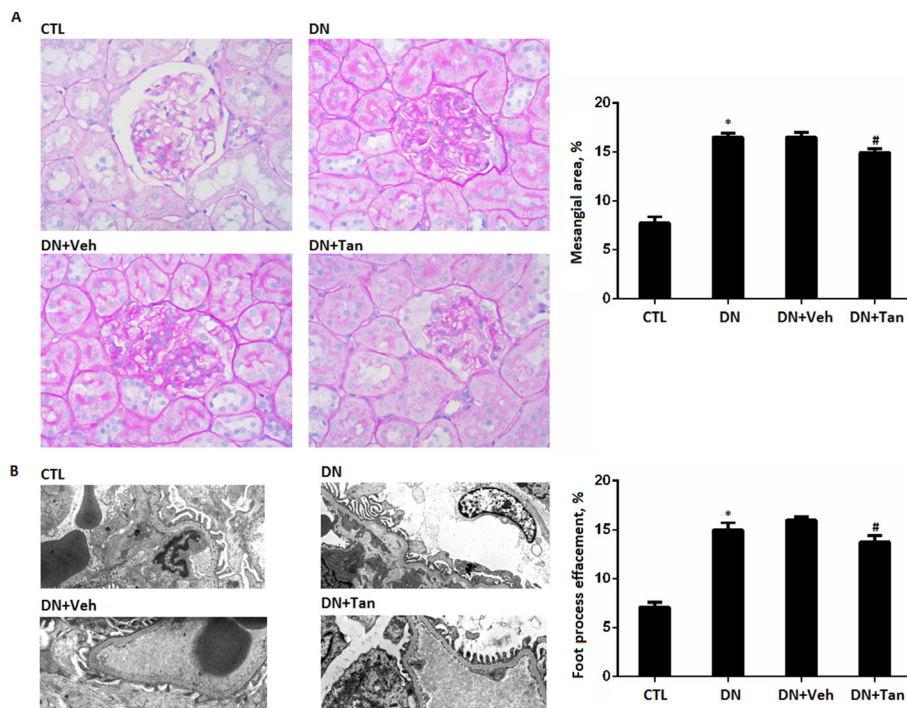 A
CTL
DN
DN+Veh
DN+Tan
Mesangial area, %
20
15
10
5
0
*
#
CTL
DN
DN+Veh
DN+Tan
B
CTL
DN
DN+Veh
DN+Tan
Foot process effacement, %
20
15
10
5
0
*
#
CTL
DN
DN+Veh
DN+Tan